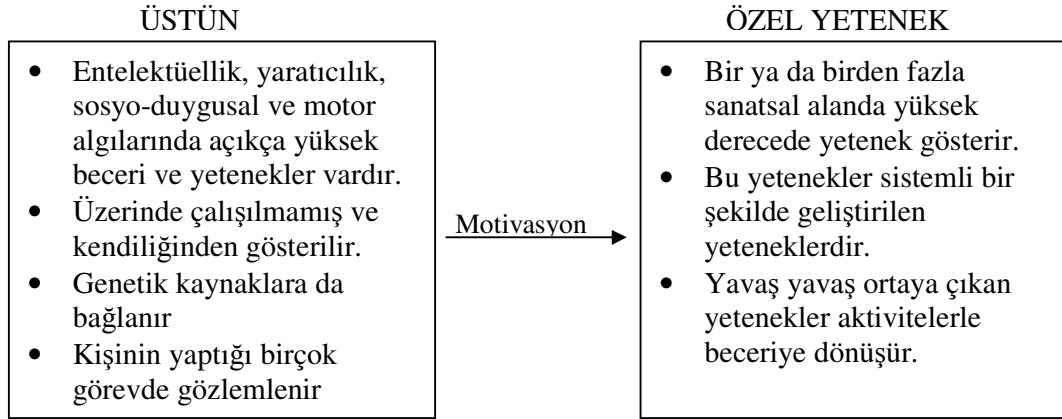 ÜSTÜN
• Entelektüellik, yaratıcılık,
sosyo-duygusal ve motor
algılarında açıkça yüksek
beceri ve yetenekler vardır.
• Üzerinde çalışılmamış ve
kendiliğinden gösterilir.
• Genetik kaynaklara da
bağlanır
• Kişinin yaptığı birçok
görevde gözlemlenir
Motivasyon
ÖZEL YETENEK
• Bir ya da birden fazla
sanatsal alanda yüksek
derecede yetenek gösterir.
• Bu yetenekler sistemli bir
şekilde geliştirilen
yeteneklerdir.
• Yavaş yavaş ortaya çıkan
yetenekler aktivitelerle
beceriye dönüşür.